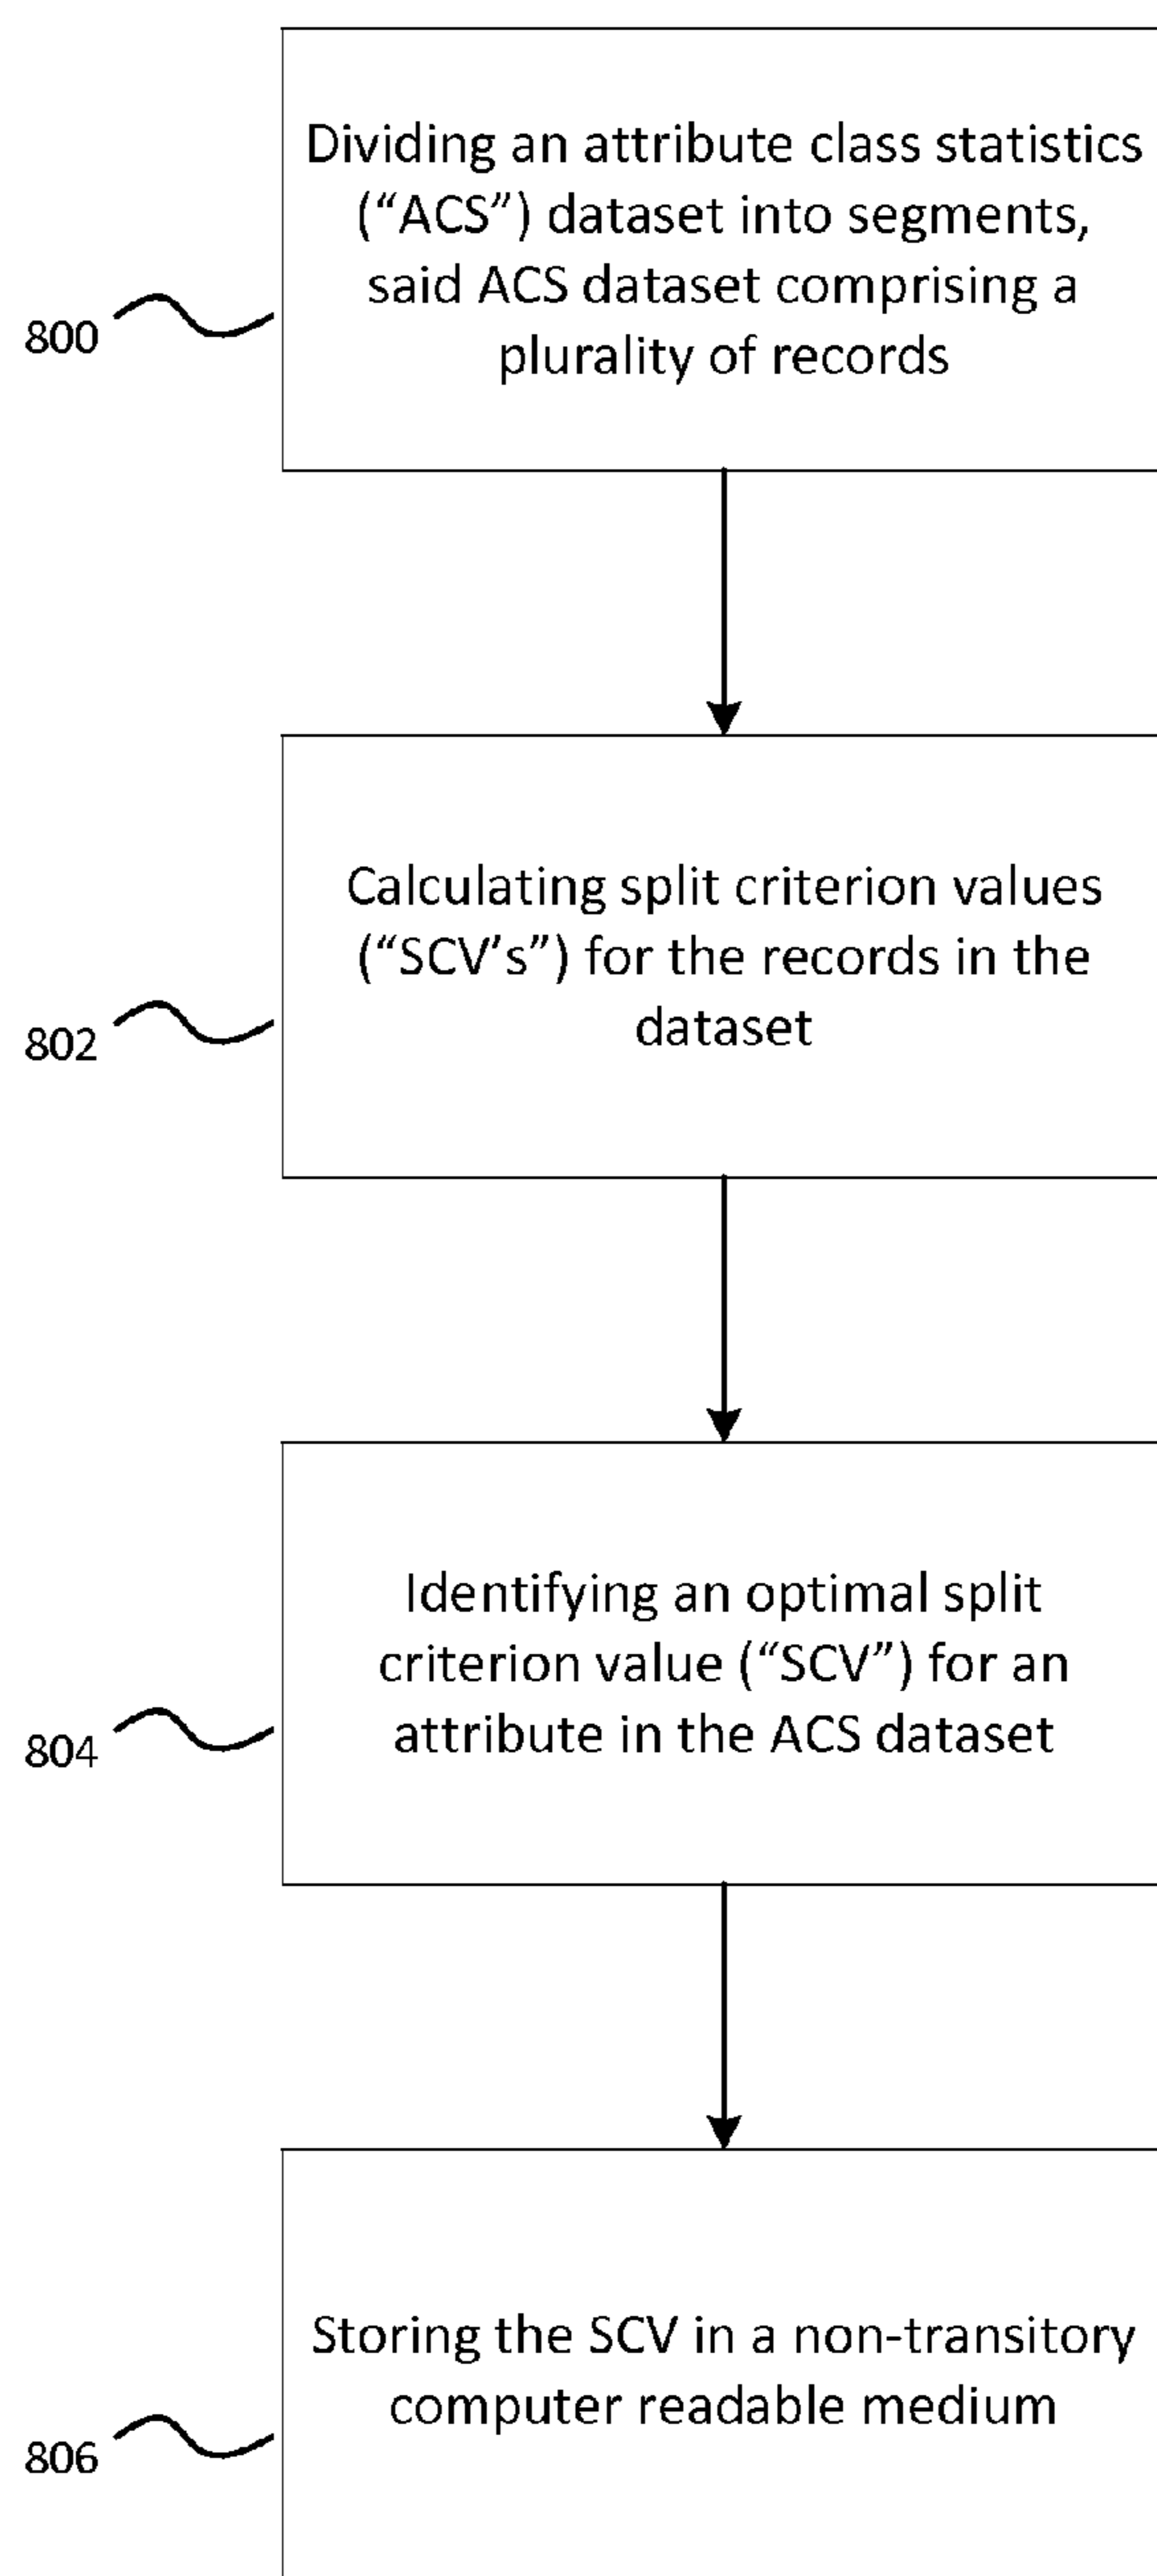 Dividing an attribute class statistics
(“ACS”) dataset into segments,
said ACS dataset comprising a
plurality of records
800
Calculating split criterion values
(“SCV’s”) for the records in the
dataset
802
Identifying an optimal split
criterion value (“SCV”) for an
attribute in the ACS dataset
804
Storing the SCV in a non-transitory
computer readable medium
806